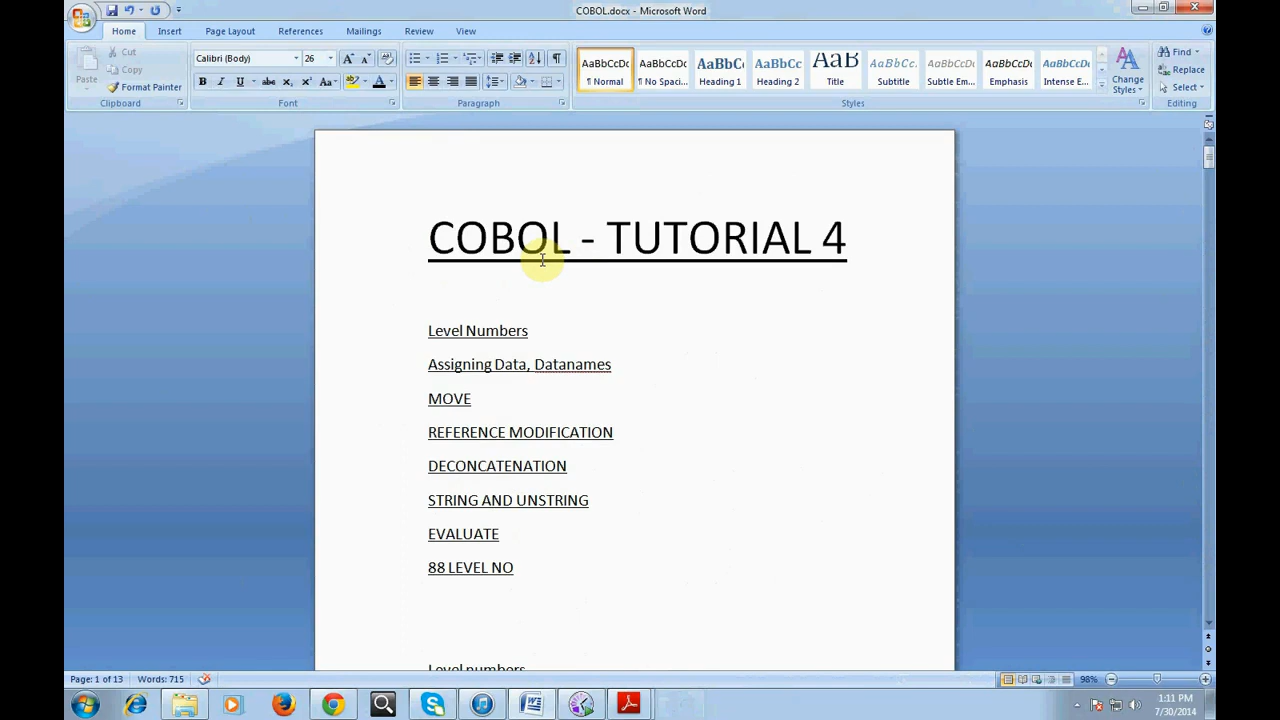 COBOL.docx - Microsoft Word
Home Insert Page Layout References Mailings Review View
Cut
Copy
Paste
Format Painter
Clipboard
Calibri (Body) 26
Font
Paragraph
AaBbCcDc AaBbCcDc AaBbC AaBbCc AaB AaBbCc. AaBbCcDc AaBbCcDc AaBbCcDc
¶ Normal ¶ No Spaci... Heading 1 Heading 2 Title Subtitle Subtle Em... Emphasis Intense E...
Change Styles
Styles
Find
Replace
Select
Editing
COBOL - TUTORIAL 4
Level Numbers
Assigning Data, Datanames
MOVE
REFERENCE MODIFICATION
DECONCATENATION
STRING AND UNSTRING
EVALUATE
88 LEVEL NO
Level numbers
Page: 1 of 13 Words: 715 98%
1:11 PM
7/30/2014